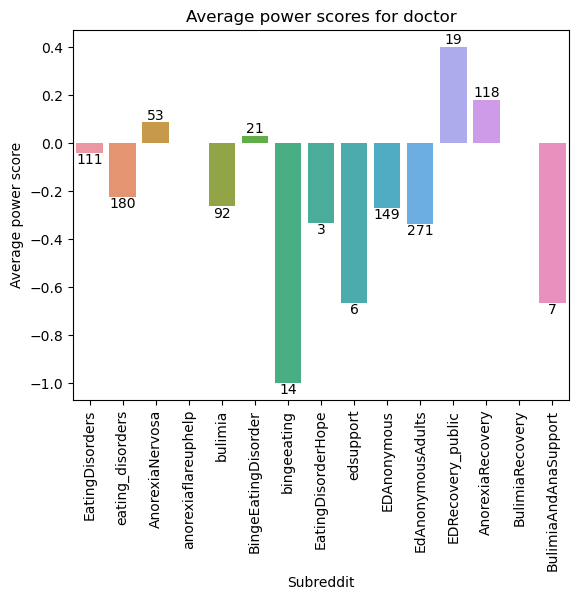 Average power scores for doctor
Average power score
0.4
0.2
0.0
−0.2
−0.4
−0.6
−0.8
−1.0
111
180
53
92
21
14
3
6
149
271
19
118
7
EatingDisorders
eating_disorders
AnorexiaNervosa
anorexiaflareuphelp
bulimia
BingeEatingDisorder
bingeeating
EatingDisorderHope
edsupport
EDAnonymous
EdAnonymousAdults
EDRecovery_public
AnorexiaRecovery
BulimiaRecovery
BulimiaAndAnaSupport
Subreddit